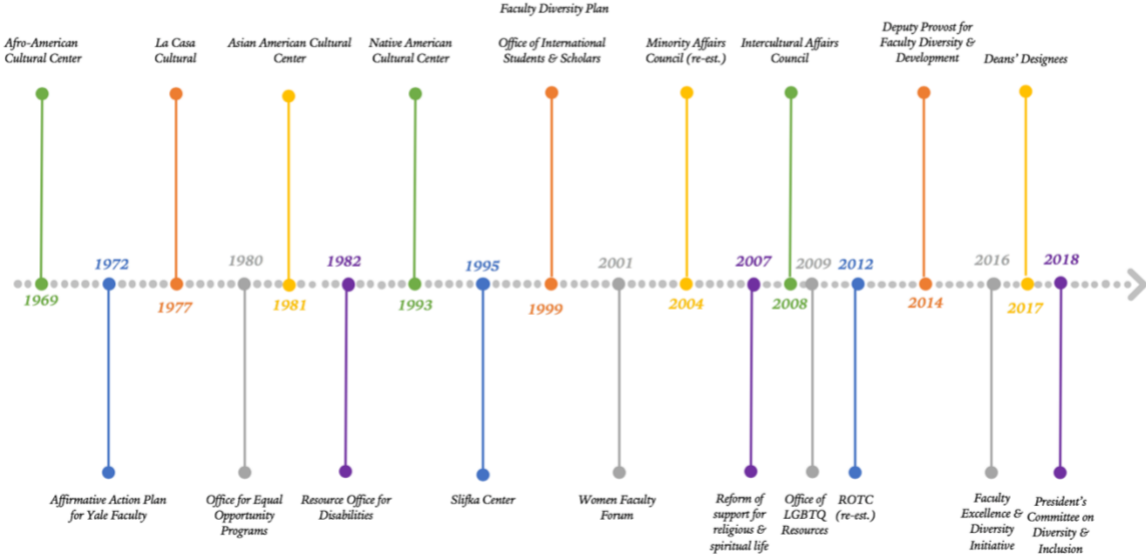 Faculty Diversity Plan
Afro-American
Cultural Center
La Casa
Cultural
Asian American Cultural
Center
Native American
Cultural Center
Office of International
Students & Scholars
Minority Affairs
Council (re-est.)
Intercultural Affairs
Council
Deputy Provost for
Faculty Diversity &
Development
Deans' Designees
1972
1980
1982
1995
2001
2007
2009
2012
2016
2018
1969
1977
1981
1993
1999
2004
2008
2014
2017
Affirmative Action Plan
for Yale Faculty
Office for Equal
Opportunity
Programs
Resource Office for
Disabilities
Slifka Center
Women Faculty
Forum
Reform of
support for
religious &
spiritual life
Office of
LGBTQ
Resources
ROTC
(re-est.)
Faculty
Excellence &
Diversity
Initiative
President's
Committee on
Diversity &
Inclusion